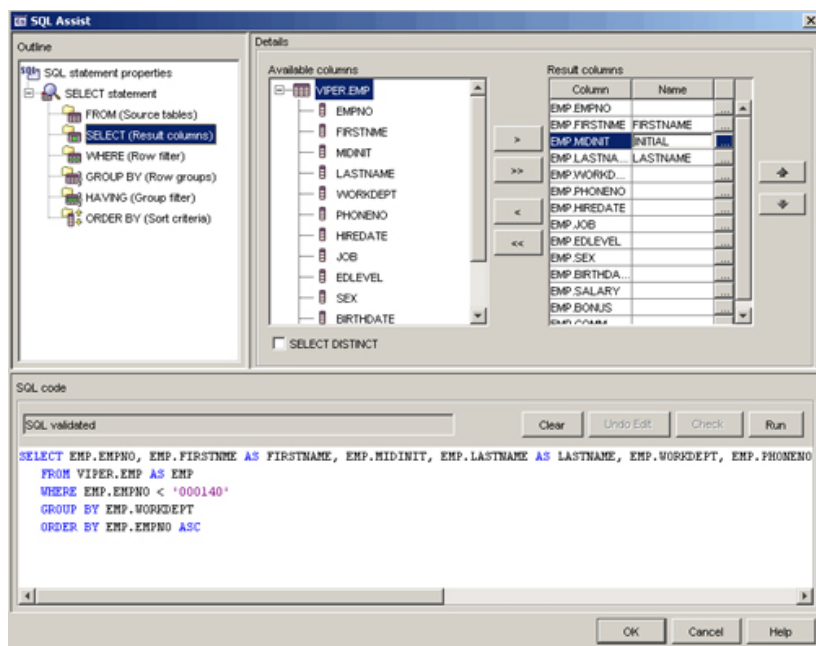 SQL Assist
Outline
SQL statement properties
SELECT statement
FROM (Source tables)
SELECT (Result columns)
WHERE (Row filter)
GROUP BY (Row groups)
HAVING (Group filter)
ORDER BY (Sort criteria)
Details
Available columns
VIPER.EMP
EMPNO
FIRSTNME
MIDINIT
LASTNAME
WORKDEPT
PHONENO
HIREDATE
JOB
EDLEVEL
SEX
BIRTHDATE
SELECT DISTINCT
>
>>
<
<<
Result columns
Column Name
EMP.EMPNO ...
EMP.FIRSTNME FIRSTNAME ...
EMP.MIDINIT INITIAL ...
EMP.LASTNA... LASTNAME ...
EMP.WORKD... ...
EMP.PHONENO ...
EMP.HIREDATE ...
EMP.JOB ...
EMP.EDLEVEL ...
EMP.SEX ...
EMP.BIRTHDA... ...
EMP.SALARY ...
EMP.BONUS ...
EMP.COMM
SQL code
SQL validated
Clear
Undo Edit
Check
Run
SELECT EMP.EMPNO, EMP.FIRSTNME AS FIRSTNAME, EMP.MIDINIT, EMP.LASTNAME AS LASTNAME, EMP.WORKDEPT, EMP.PHONENO
FROM VIPER.EMP AS EMP
WHERE EMP.EMPNO < '000140'
GROUP BY EMP.WORKDEPT
ORDER BY EMP.EMPNO ASC
OK
Cancel
Help